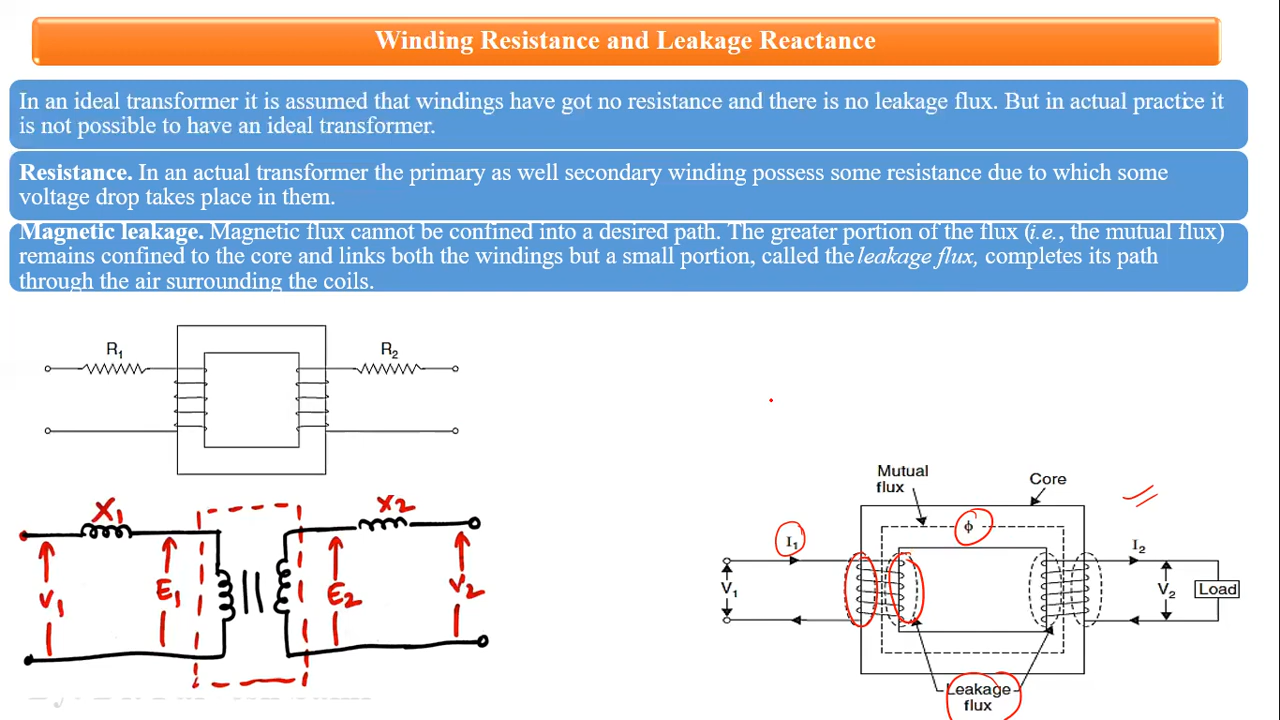 Winding Resistance and Leakage Reactance
In an ideal transformer it is assumed that windings have got no resistance and there is no leakage flux. But in actual practice it
is not possible to have an ideal transformer.
Resistance. In an actual transformer the primary as well secondary winding possess some resistance due to which some
voltage drop takes place in them.
Magnetic leakage. Magnetic flux cannot be confined into a desired path. The greater portion of the flux (i.e., the mutual flux)
remains confined to the core and links both the windings but a small portion, called the leakage flux, completes its path
through the air surrounding the coils.
R1
R2
X1
X2
V1
E1
E2
V2
Mutual
flux
Core
ϕ
I1
I2
V1
V2
Load
Leakage
flux